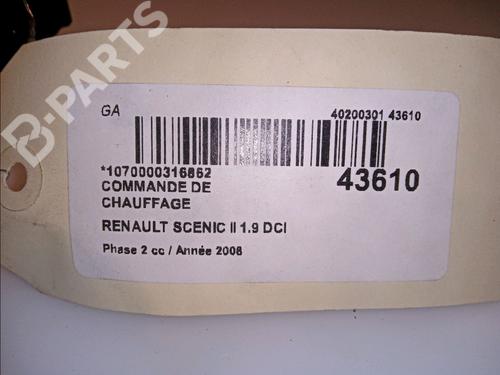 B-PARTS
GA
40200301 43610
*1070000316862
43610
COMMANDE DE
CHAUFFAGE
RENAULT SCENIC II 1.9 DCI
Phase 2 cc / Année 2008